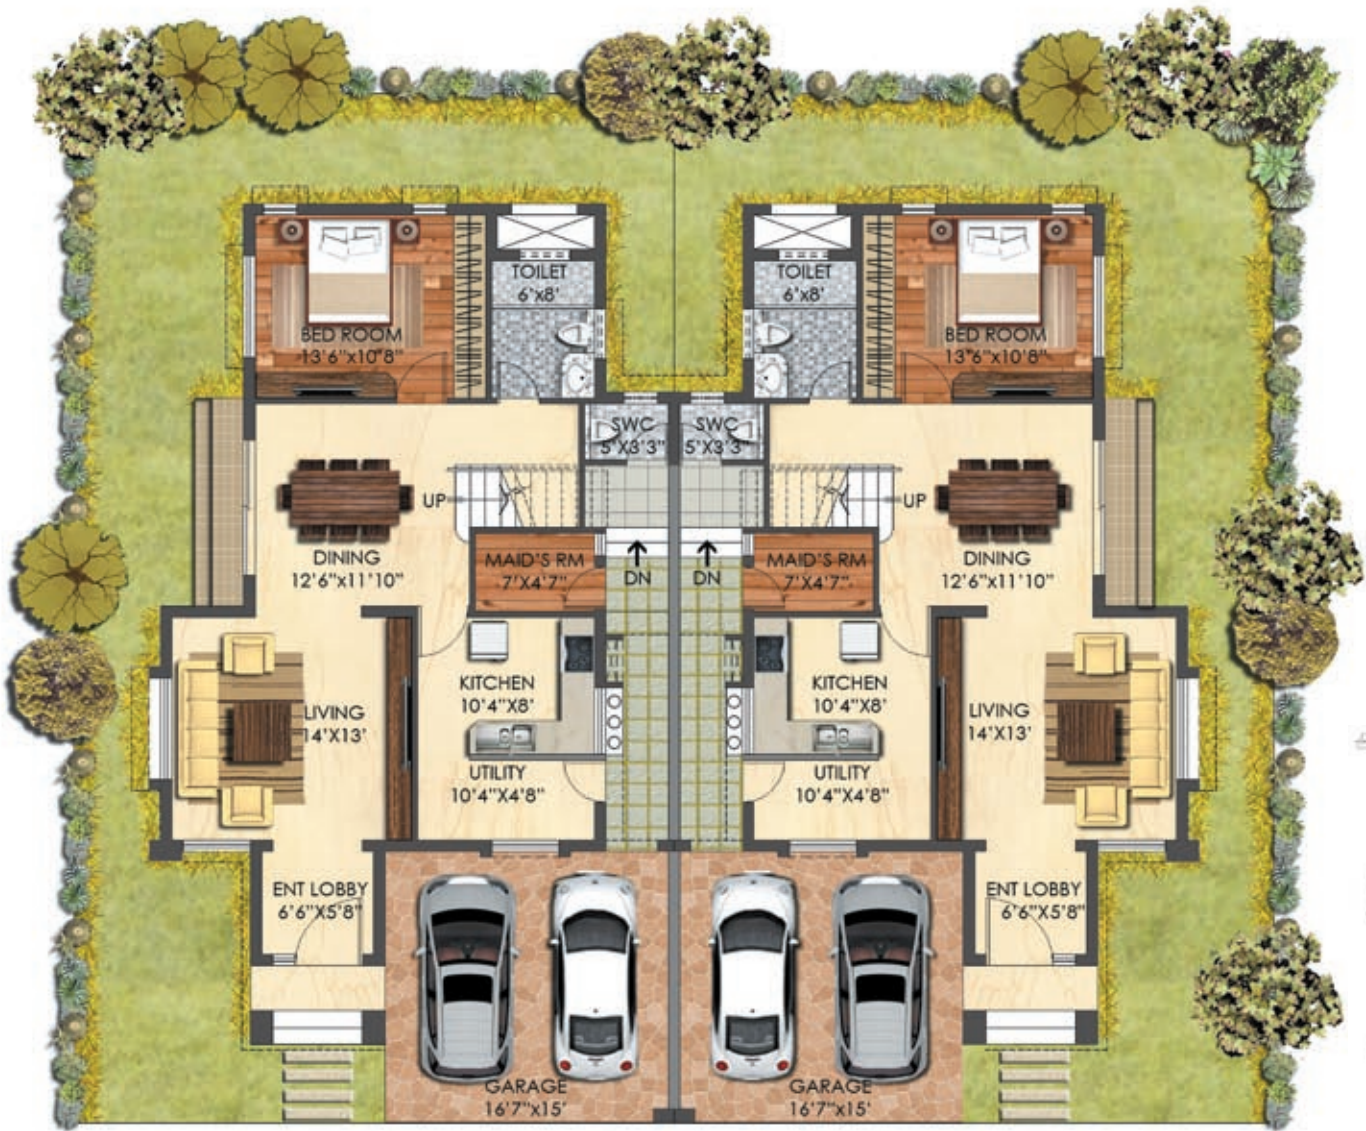 TOILET
6'x8'
BED ROOM
13'6"x10'8"
SWC
5'X3'3"
UP
DINING
12'6"x11'10"
MAID'S RM
7'X4'7"
DN
KITCHEN
10'4"X8'
LIVING
14'X13'
UTILITY
10'4"X4'8"
ENT LOBBY
6'6"X5'8"
GARAGE
16'7"x15'
TOILET
6'x8'
BED ROOM
13'6"x10'8"
SWC
5'X3'3"
UP
DINING
12'6"x11'10"
MAID'S RM
7'X4'7"
DN
KITCHEN
10'4"X8'
LIVING
14'X13'
UTILITY
10'4"X4'8"
ENT LOBBY
6'6"X5'8"
GARAGE
16'7"x15'